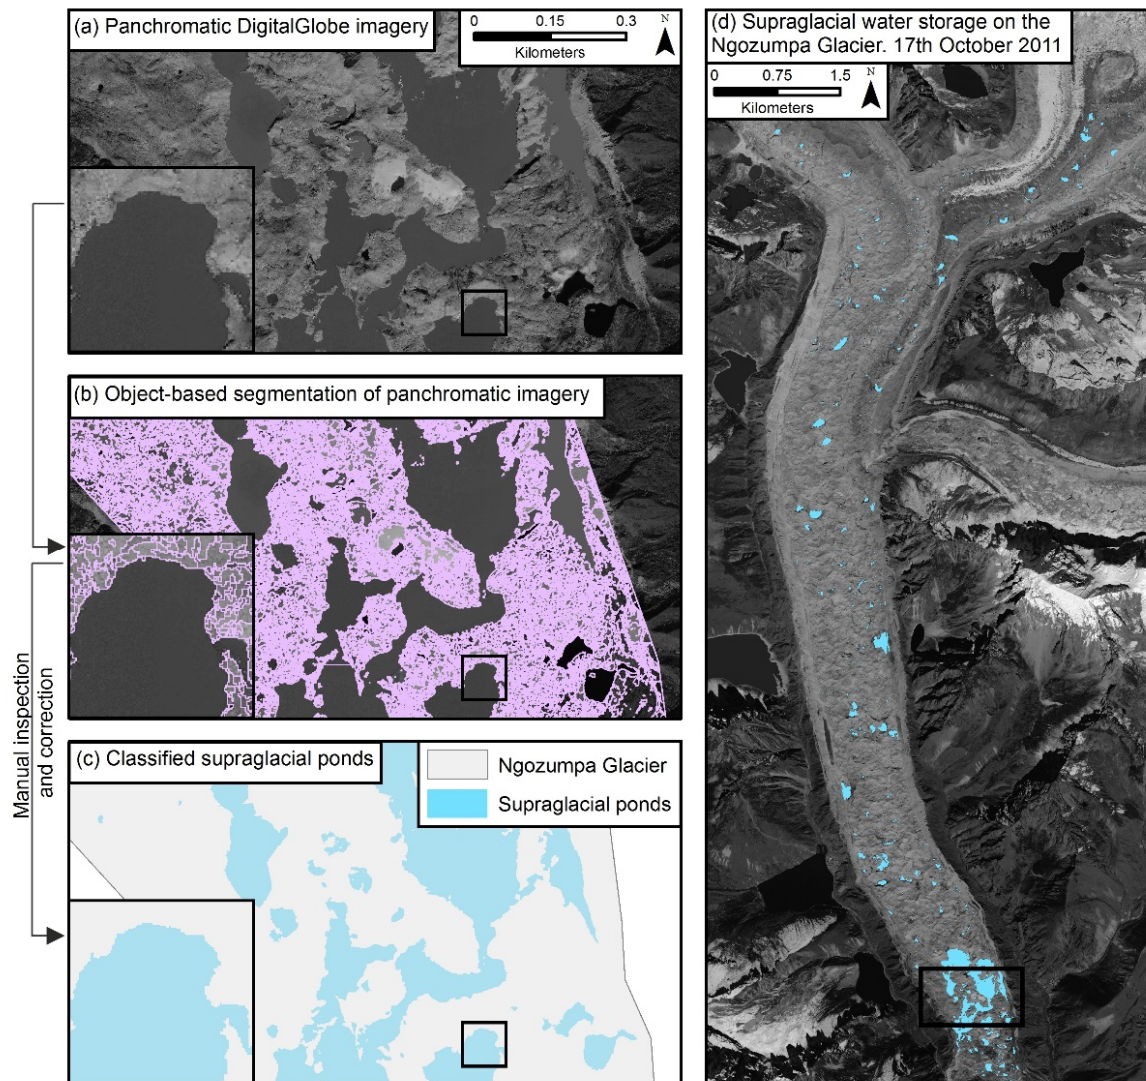 (a) Panchromatic DigitalGlobe imagery
0 0.15 0.3
Kilometers
N
(b) Object-based segmentation of panchromatic imagery
Manual inspection
and correction
(c) Classified supraglacial ponds
Ngozumpa Glacier
Supraglacial ponds
(d) Supraglacial water storage on the
Ngozumpa Glacier. 17th October 2011
0 0.75 1.5
Kilometers
N